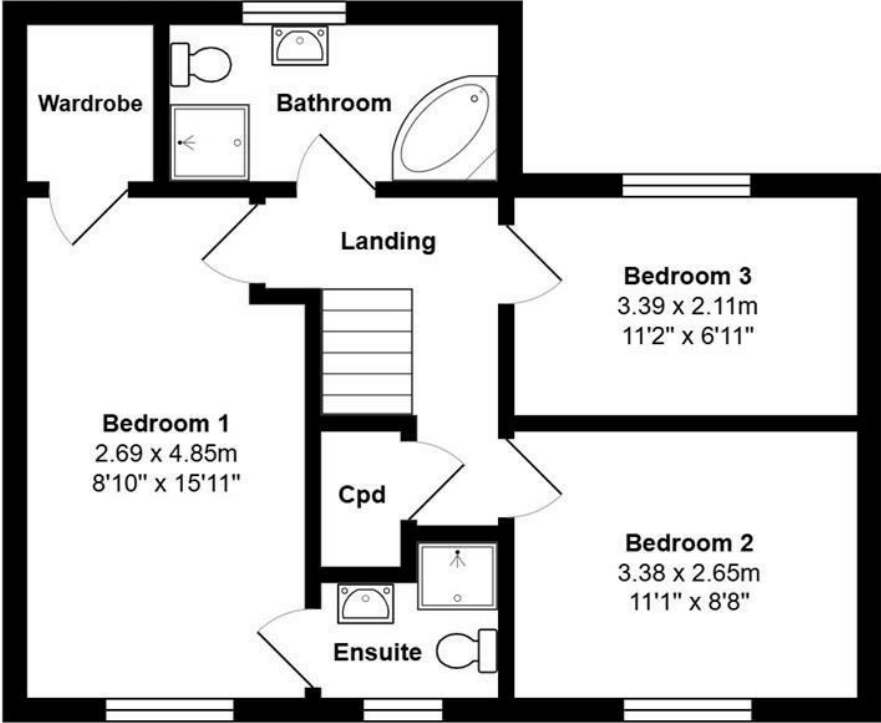 Wardrobe
Bathroom
Landing
Bedroom 3
3.39 x 2.11m
11'2" x 6'11"
Bedroom 1
2.69 x 4.85m
8'10" x 15'11"
Cpd
Bedroom 2
3.38 x 2.65m
11'1" x 8'8"
Ensuite